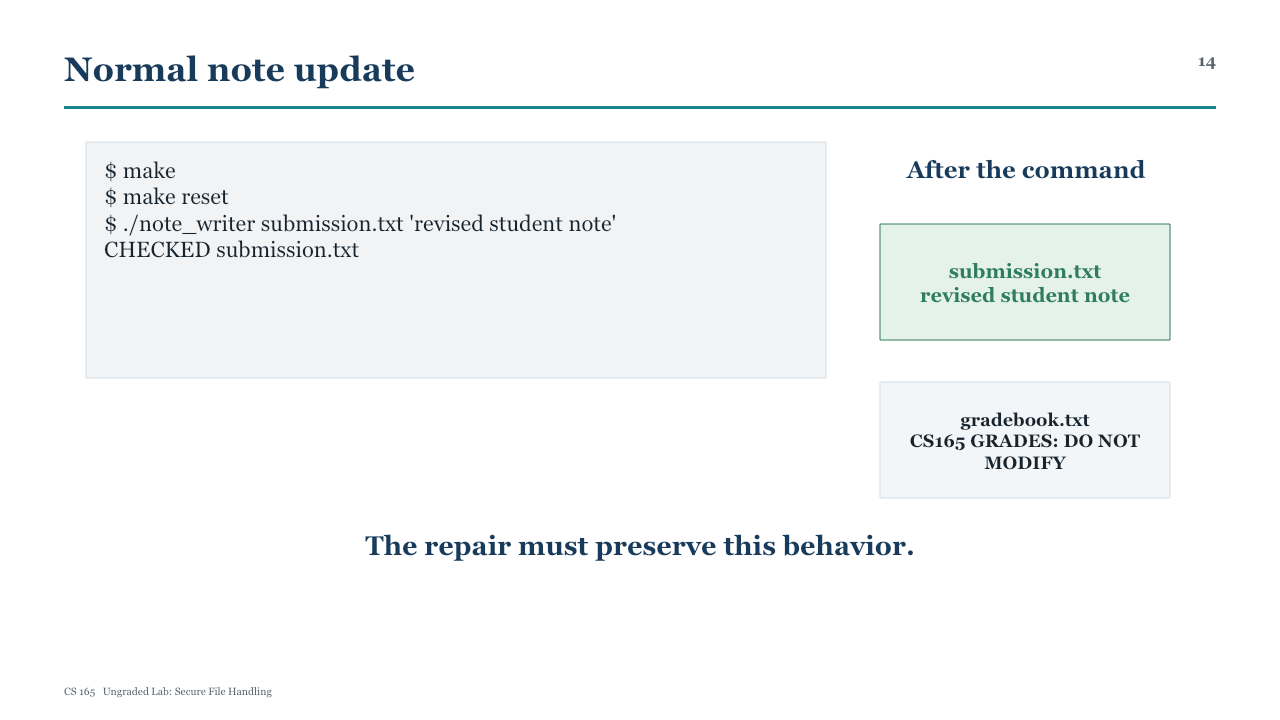 Normal note update
14
$ make
$ make reset
$ ./note_writer submission.txt 'revised student note'
CHECKED submission.txt
After the command
submission.txt
revised student note
gradebook.txt
CS165 GRADES: DO NOT
MODIFY
The repair must preserve this behavior.
CS 165 Ungraded Lab: Secure File Handling